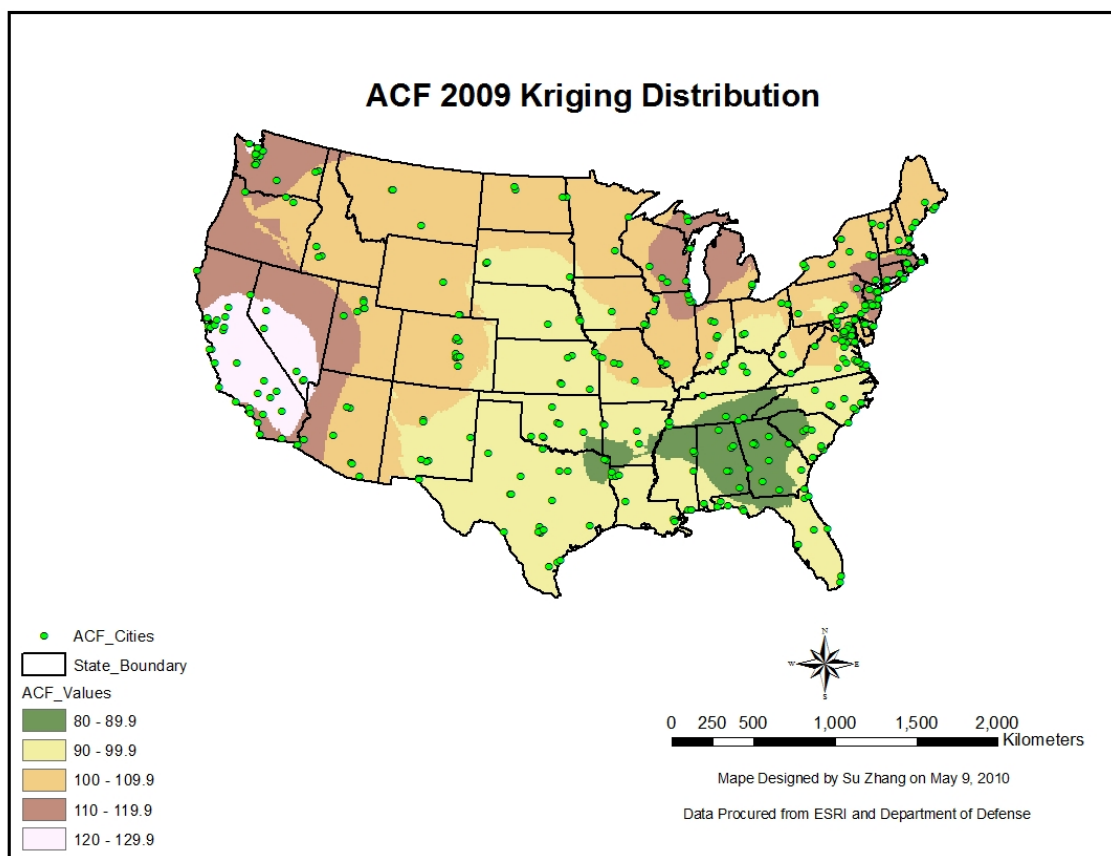 ACF 2009 Kriging Distribution
ACF_Cities
State_Boundary
ACF_Values
80 - 89.9
90 - 99.9
100 - 109.9
110 - 119.9
120 - 129.9
N
W E
S
0 250 500 1,000 1,500 2,000
Kilometers
Mape Designed by Su Zhang on May 9, 2010
Data Procured from ESRI and Department of Defense